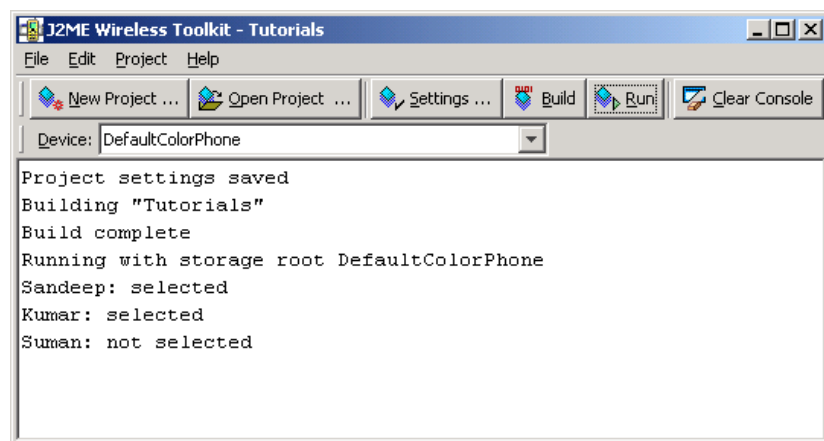 J2ME Wireless Toolkit - Tutorials
File Edit Project Help
New Project ... Open Project ... Settings ... Build Run Clear Console
Device: DefaultColorPhone
Project settings saved
Building "Tutorials"
Build complete
Running with storage root DefaultColorPhone
Sandeep: selected
Kumar: selected
Suman: not selected